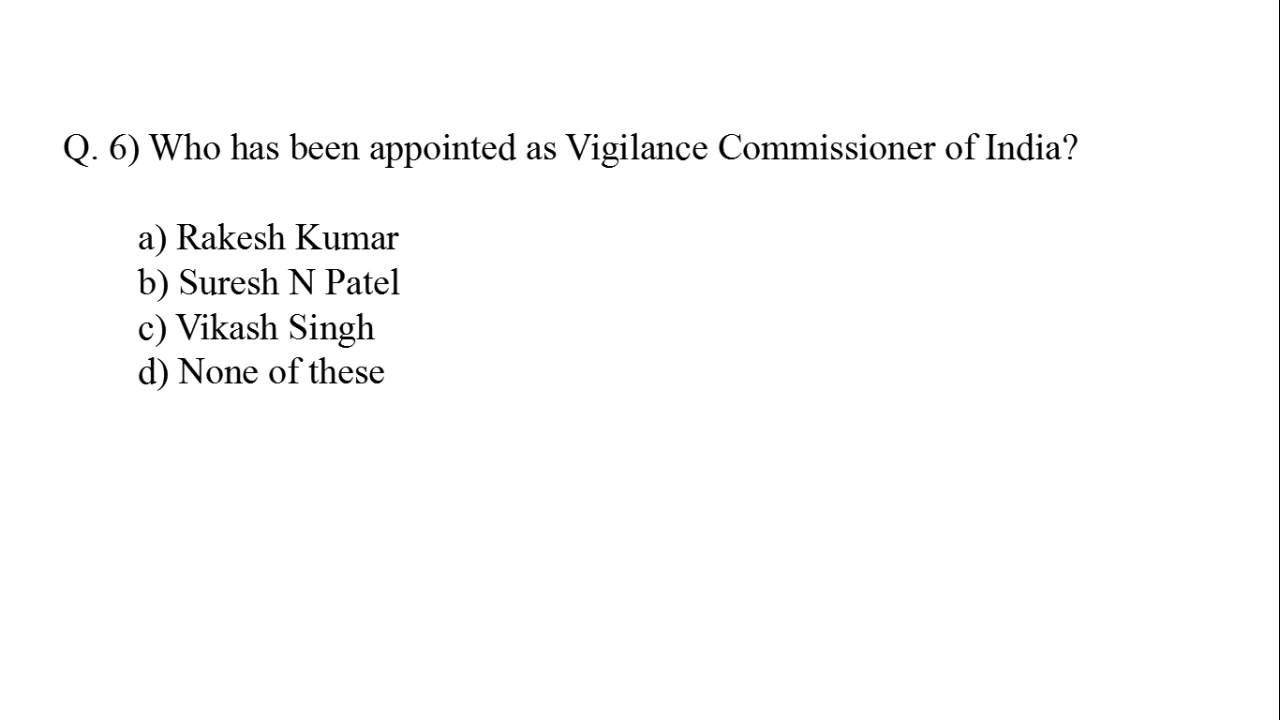 Q. 6) Who has been appointed as Vigilance Commissioner of India?
a) Rakesh Kumar
b) Suresh N Patel
c) Vikash Singh
d) None of these